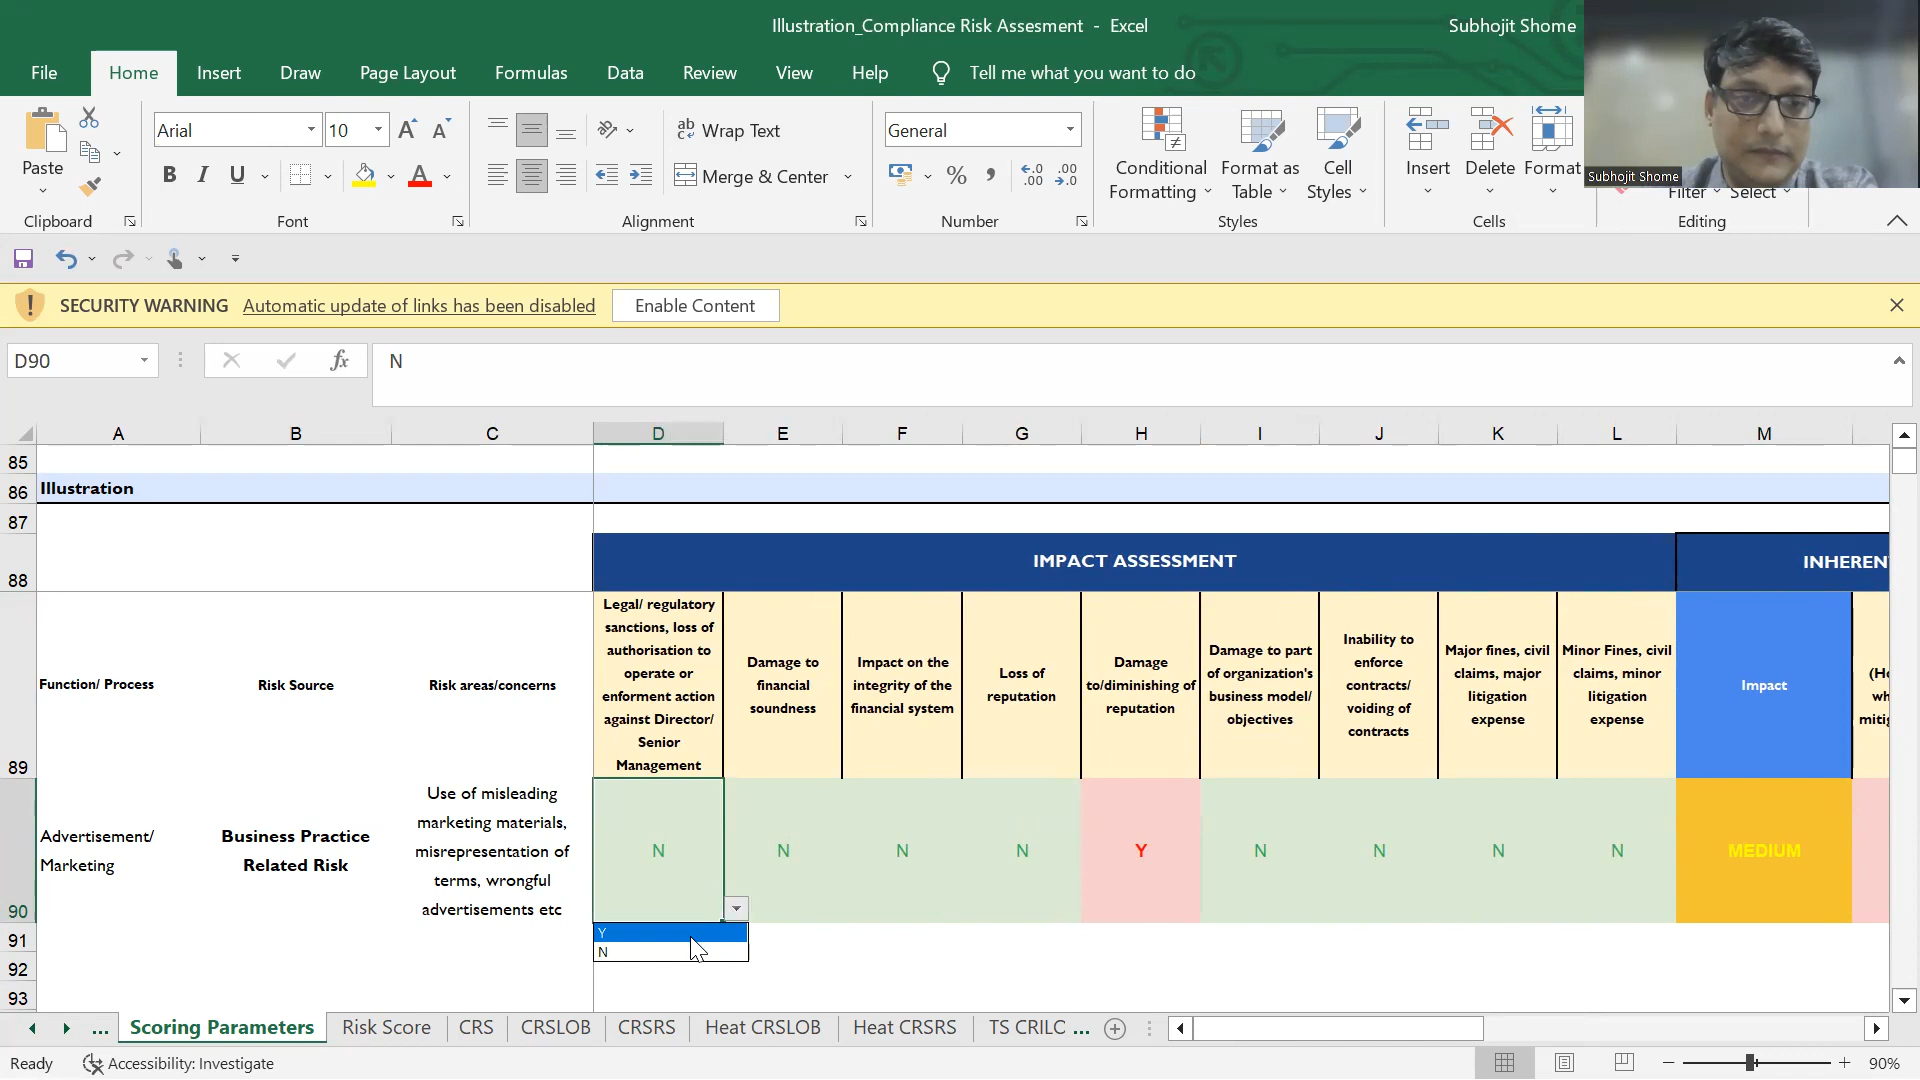 Illustration_Compliance Risk Assesment - Excel
Subhojit Shome
File
Home
Insert
Draw
Page Layout
Formulas
Data
Review
View
Help
Tell me what you want to do
Paste
Clipboard
Arial
10
B I U
Font
Wrap Text
Merge & Center
Alignment
General
Number
Conditional
Formatting
Format as
Table
Cell
Styles
Styles
Insert
Delete
Format
Cells
Filter
Select
Editing
Subhojit Shome
SECURITY WARNING
Automatic update of links has been disabled
Enable Content
D90
fx
N
A
B
C
D
E
F
G
H
I
J
K
L
M
85
86
Illustration
87
88
IMPACT ASSESSMENT
INHEREN
89
Function/ Process
Risk Source
Risk areas/concerns
Legal/ regulatory
sanctions, loss of
authorisation to
operate or
enforment action
against Director/
Senior
Management
Damage to
financial
soundness
Impact on the
integrity of the
financial system
Loss of
reputation
Damage
to/diminishing of
reputation
Damage to part
of organization's
business model/
objectives
Inability to
enforce
contracts/
voiding of
contracts
Major fines, civil
claims, major
litigation
expense
Minor Fines, civil
claims, minor
litigation
expense
Impact
(Ho
wh
mitig
90
Advertisement/
Marketing
Business Practice
Related Risk
Use of misleading
marketing materials,
misrepresentation of
terms, wrongful
advertisements etc
N
N
N
N
Y
N
N
N
N
MEDIUM
Y
N
91
92
93
...
Scoring Parameters
Risk Score
CRS
CRSLOB
CRSRS
Heat CRSLOB
Heat CRSRS
TS CRILC ...
Ready
Accessibility: Investigate
90%